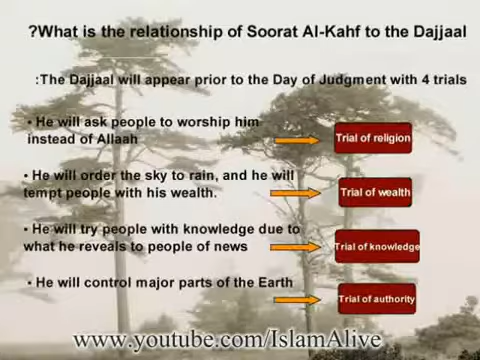 ?What is the relationship of Soorat Al-Kahf to the Dajjaal
:The Dajjaal will appear prior to the Day of Judgment with 4 trials
• He will ask people to worship him
instead of Allaah
Trial of religion
• He will order the sky to rain, and he will
tempt people with his wealth.
Trial of wealth
• He will try people with knowledge due to
what he reveals to people of news
Trial of knowledge
• He will control major parts of the Earth
Trial of authority
www.youtube.com/IslamAlive